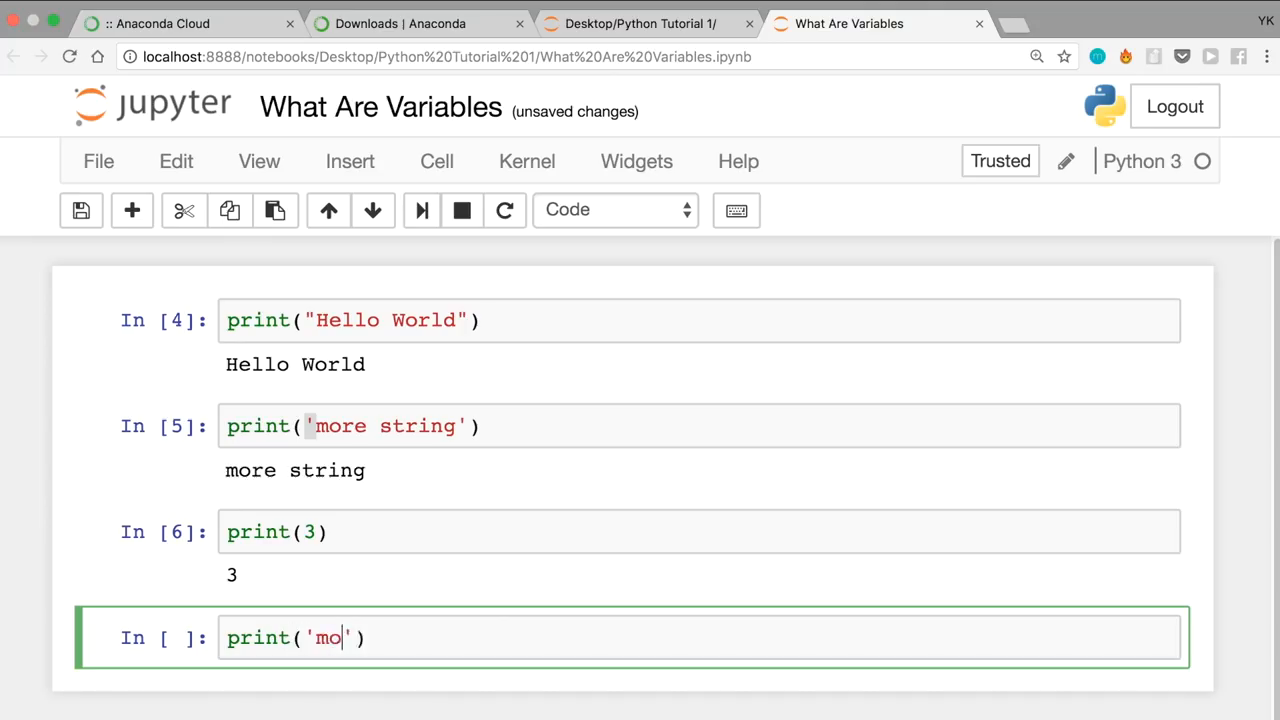 :: Anaconda Cloud
Downloads | Anaconda
Desktop/Python Tutorial 1/
What Are Variables
YK
localhost:8888/notebooks/Desktop/Python%20Tutorial%201/What%20Are%20Variables.ipynb
jupyter What Are Variables (unsaved changes)
Logout
File Edit View Insert Cell Kernel Widgets Help
Trusted
Python 3
Code
In [4]: print("Hello World")
Hello World
In [5]: print('more string')
more string
In [6]: print(3)
3
In [ ]: print('mo')